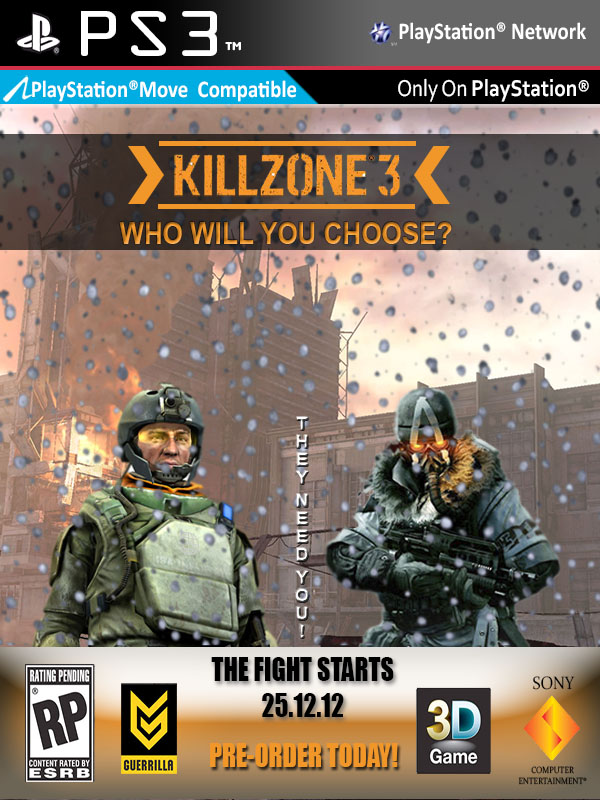 PS3™
PlayStation® Network
PlayStation®Move Compatible
Only On PlayStation®
KILLZONE® 3
WHO WILL YOU CHOOSE?
THEY NEED YOU!
THE FIGHT STARTS
25.12.12
PRE-ORDER TODAY!
RATING PENDING
RP®
CONTENT RATED BY
ESRB
GUERRILLA
3D
Game
SONY
COMPUTER
ENTERTAINMENT®